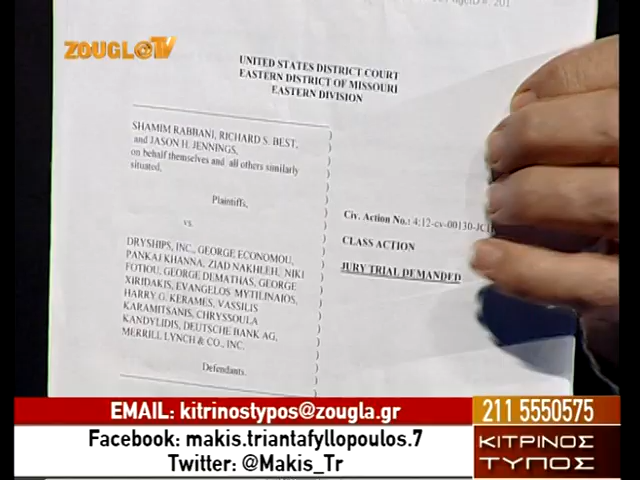 ZOUGL@TV
UNITED STATES DISTRICT COURT
EASTERN DISTRICT OF MISSOURI
EASTERN DIVISION
SHAMIM RABBANI, RICHARD S. BEST,
and JASON H. JENNINGS,
on behalf themselves and all others similarly
situated,
Plaintiffs,
vs.
DRYSHIPS, INC., GEORGE ECONOMOU,
PANKAJ KHANNA, ZIAD NAKHLEH, NIKI
FOTIOU, GEORGE DEMATHAS, GEORGE
XIRIDAKIS, EVANGELOS MYTILINAIOS,
HARRY G. KERAMES, VASSILIS
KARAMITSANIS, CHRYSSOULA
KANDYLIDIS, DEUTSCHE BANK AG,
MERRILL LYNCH & CO., INC.
Defendants.
Civ. Action No.: 4:12-cv-00130-JCH
CLASS ACTION
JURY TRIAL DEMANDED
EMAIL: kitrinostypos@zougla.gr
211 5550575
Facebook: makis.triantafyllopoulos.7
Twitter: @Makis_Tr
ΚΙΤΡΙΝΟΣ
ΤΥΠΟΣ